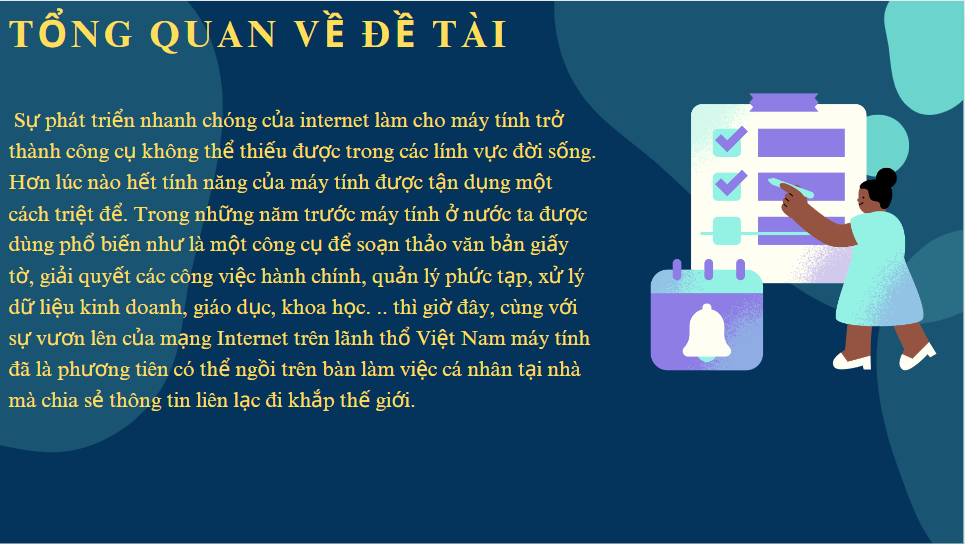 TỔNG QUAN VỀ ĐỀ TÀI
Sự phát triển nhanh chóng của internet làm cho máy tính trở
thành công cụ không thể thiếu được trong các lính vực đời sống.
Hơn lúc nào hết tính năng của máy tính được tận dụng một
cách triệt để. Trong những năm trước máy tính ở nước ta được
dùng phổ biến như là một công cụ để soạn thảo văn bản giấy
tờ, giải quyết các công việc hành chính, quản lý phức tạp, xử lý
dữ liệu kinh doanh, giáo dục, khoa học. .. thì giờ đây, cùng với
sự vươn lên của mạng Internet trên lãnh thổ Việt Nam máy tính
đã là phương tiên có thể ngồi trên bàn làm việc cá nhân tại nhà
mà chia sẻ thông tin liên lạc đi khắp thế giới.